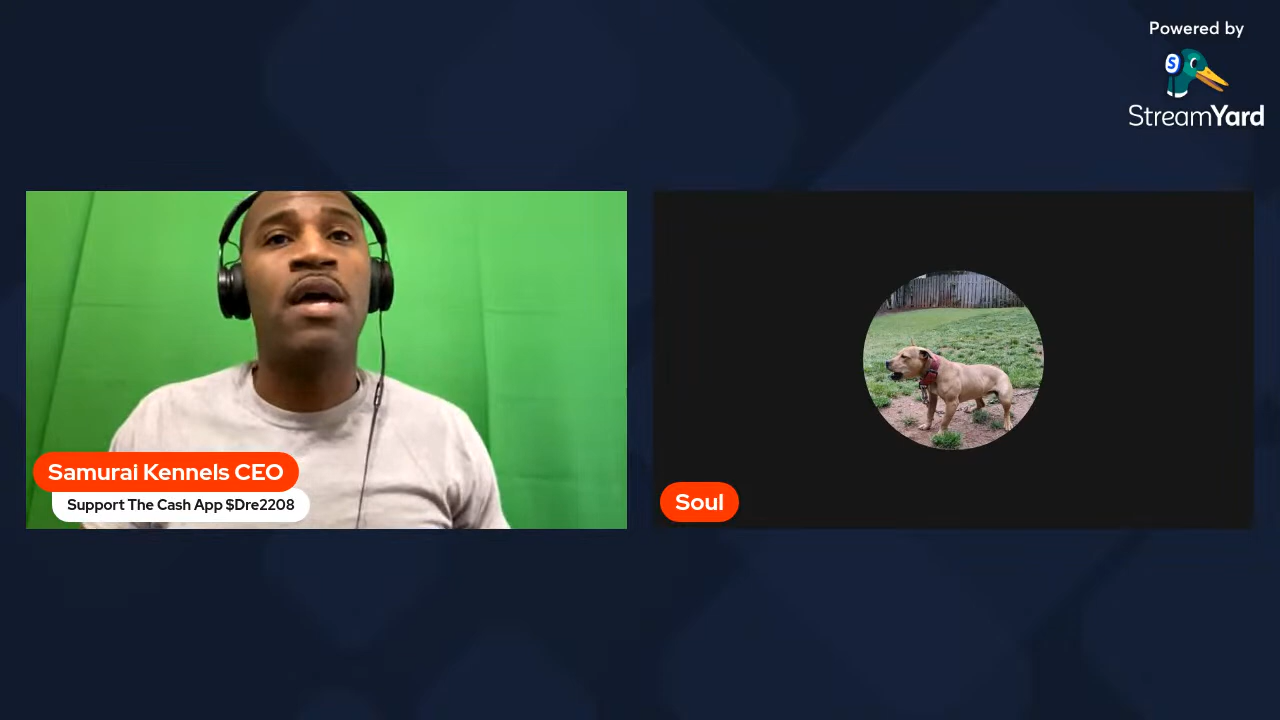 Powered by
S
StreamYard
Samurai Kennels CEO
Support The Cash App $Dre2208
Soul